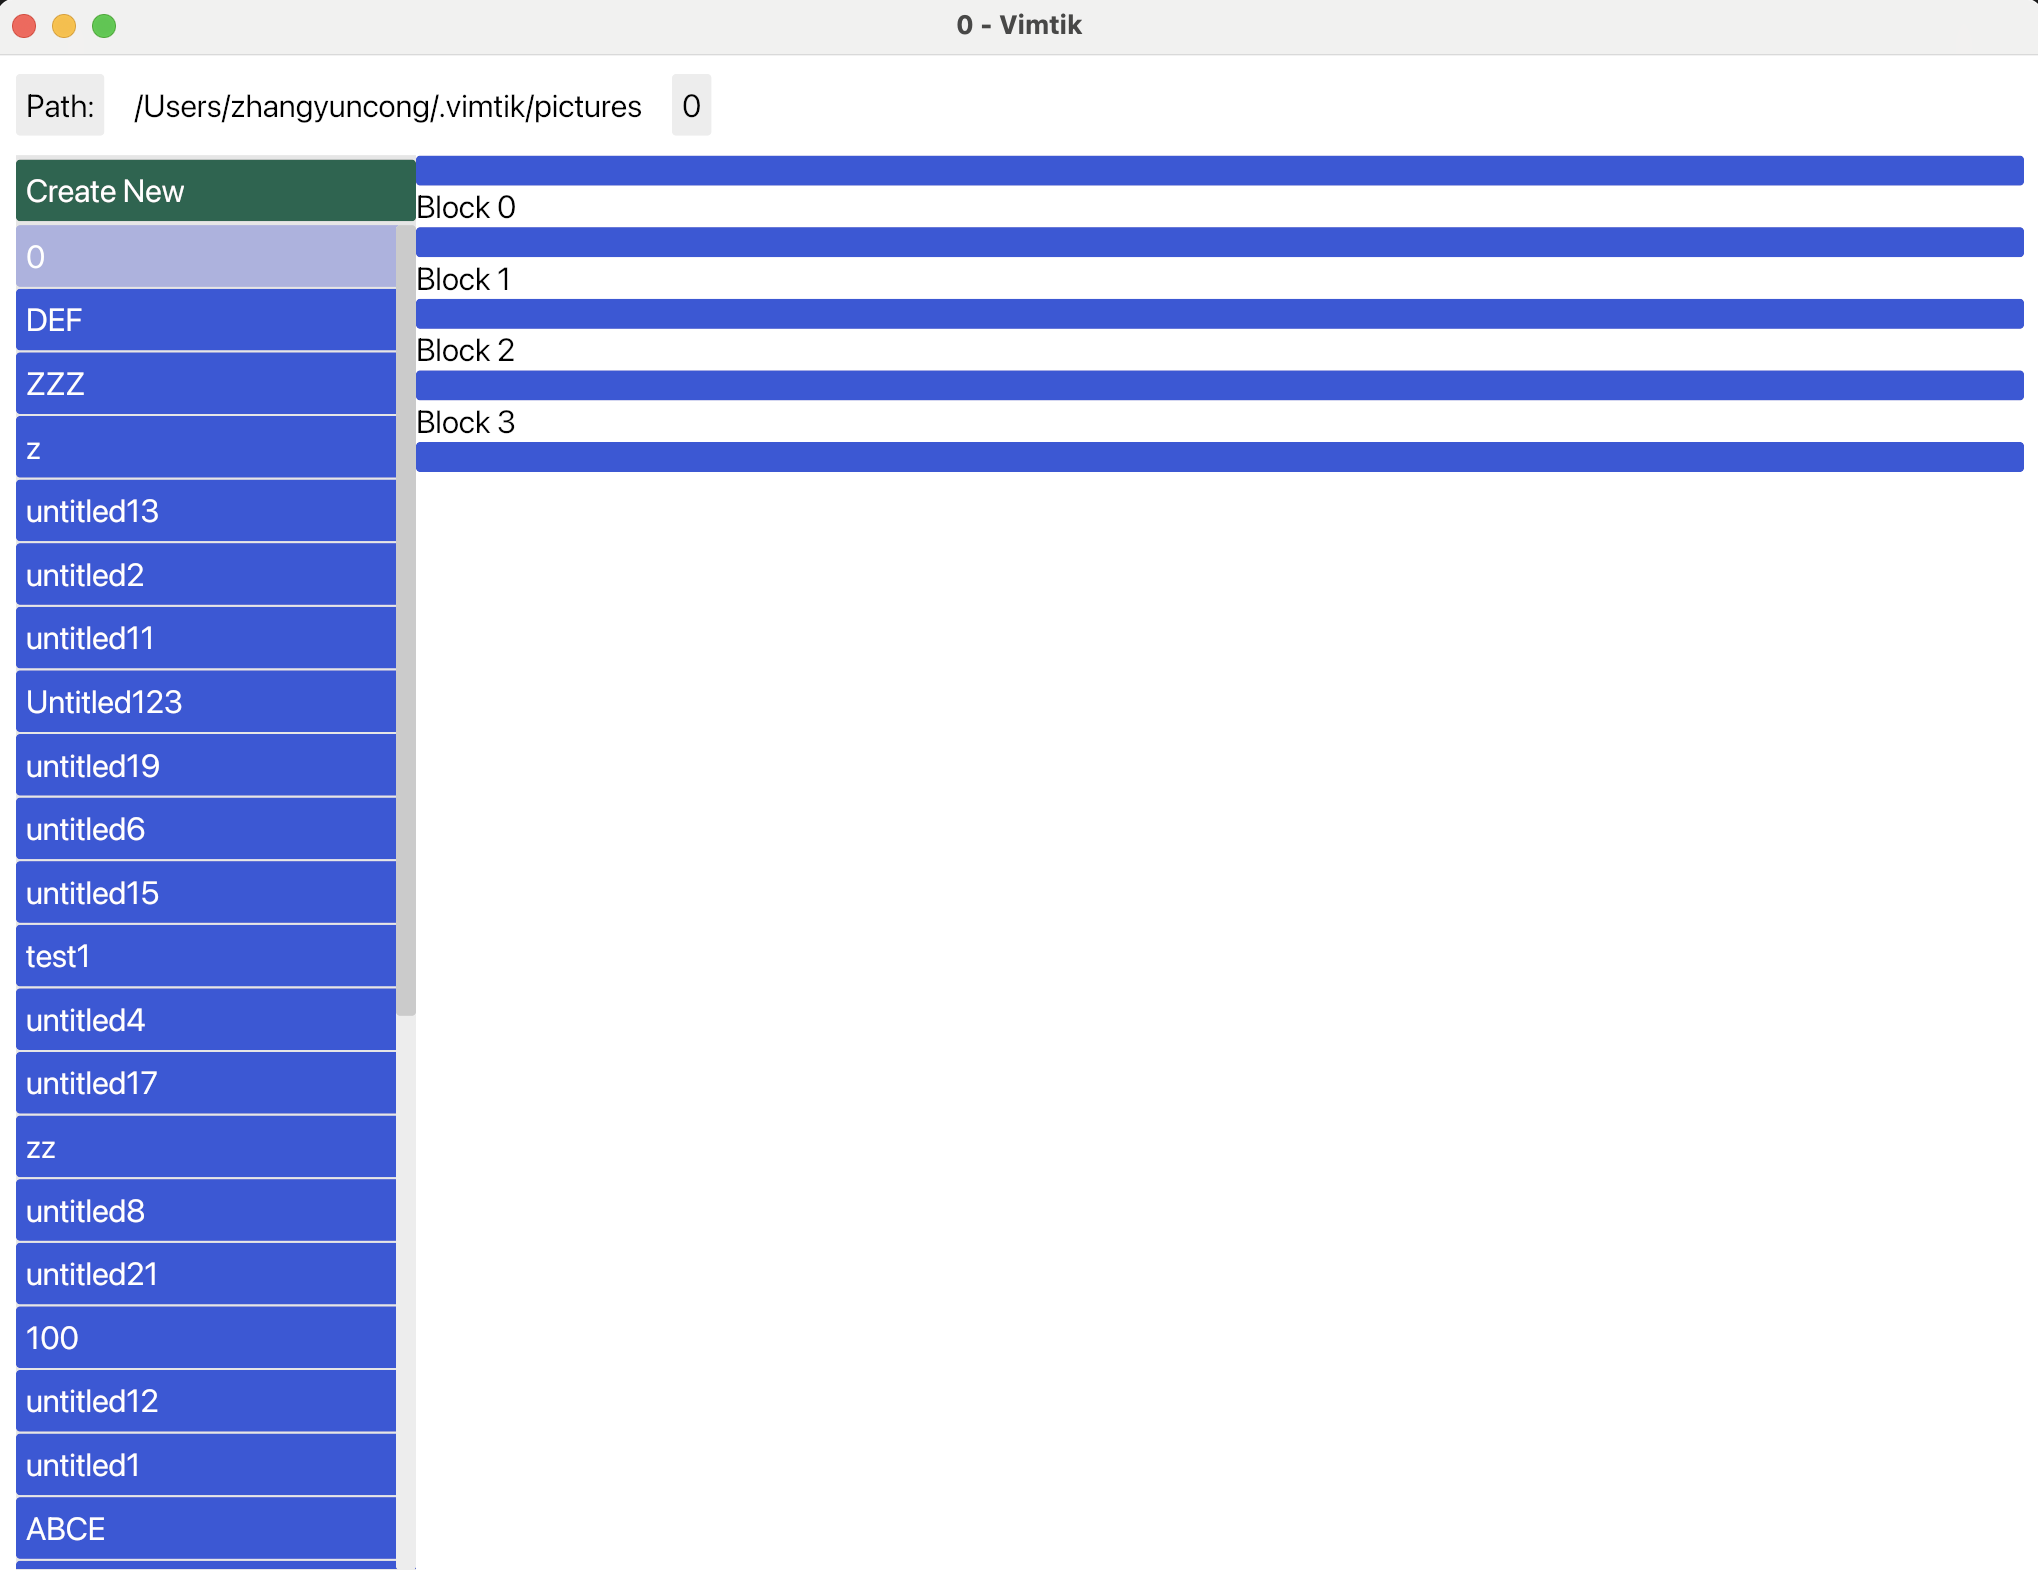 0 - Vimtik
Path: /Users/zhangyuncong/.vimtik/pictures 0
Create New
0
DEF
ZZZ
z
untitled13
untitled2
untitled11
Untitled123
untitled19
untitled6
untitled15
test1
untitled4
untitled17
zz
untitled8
untitled21
100
untitled12
untitled1
ABCE
Block 0
Block 1
Block 2
Block 3